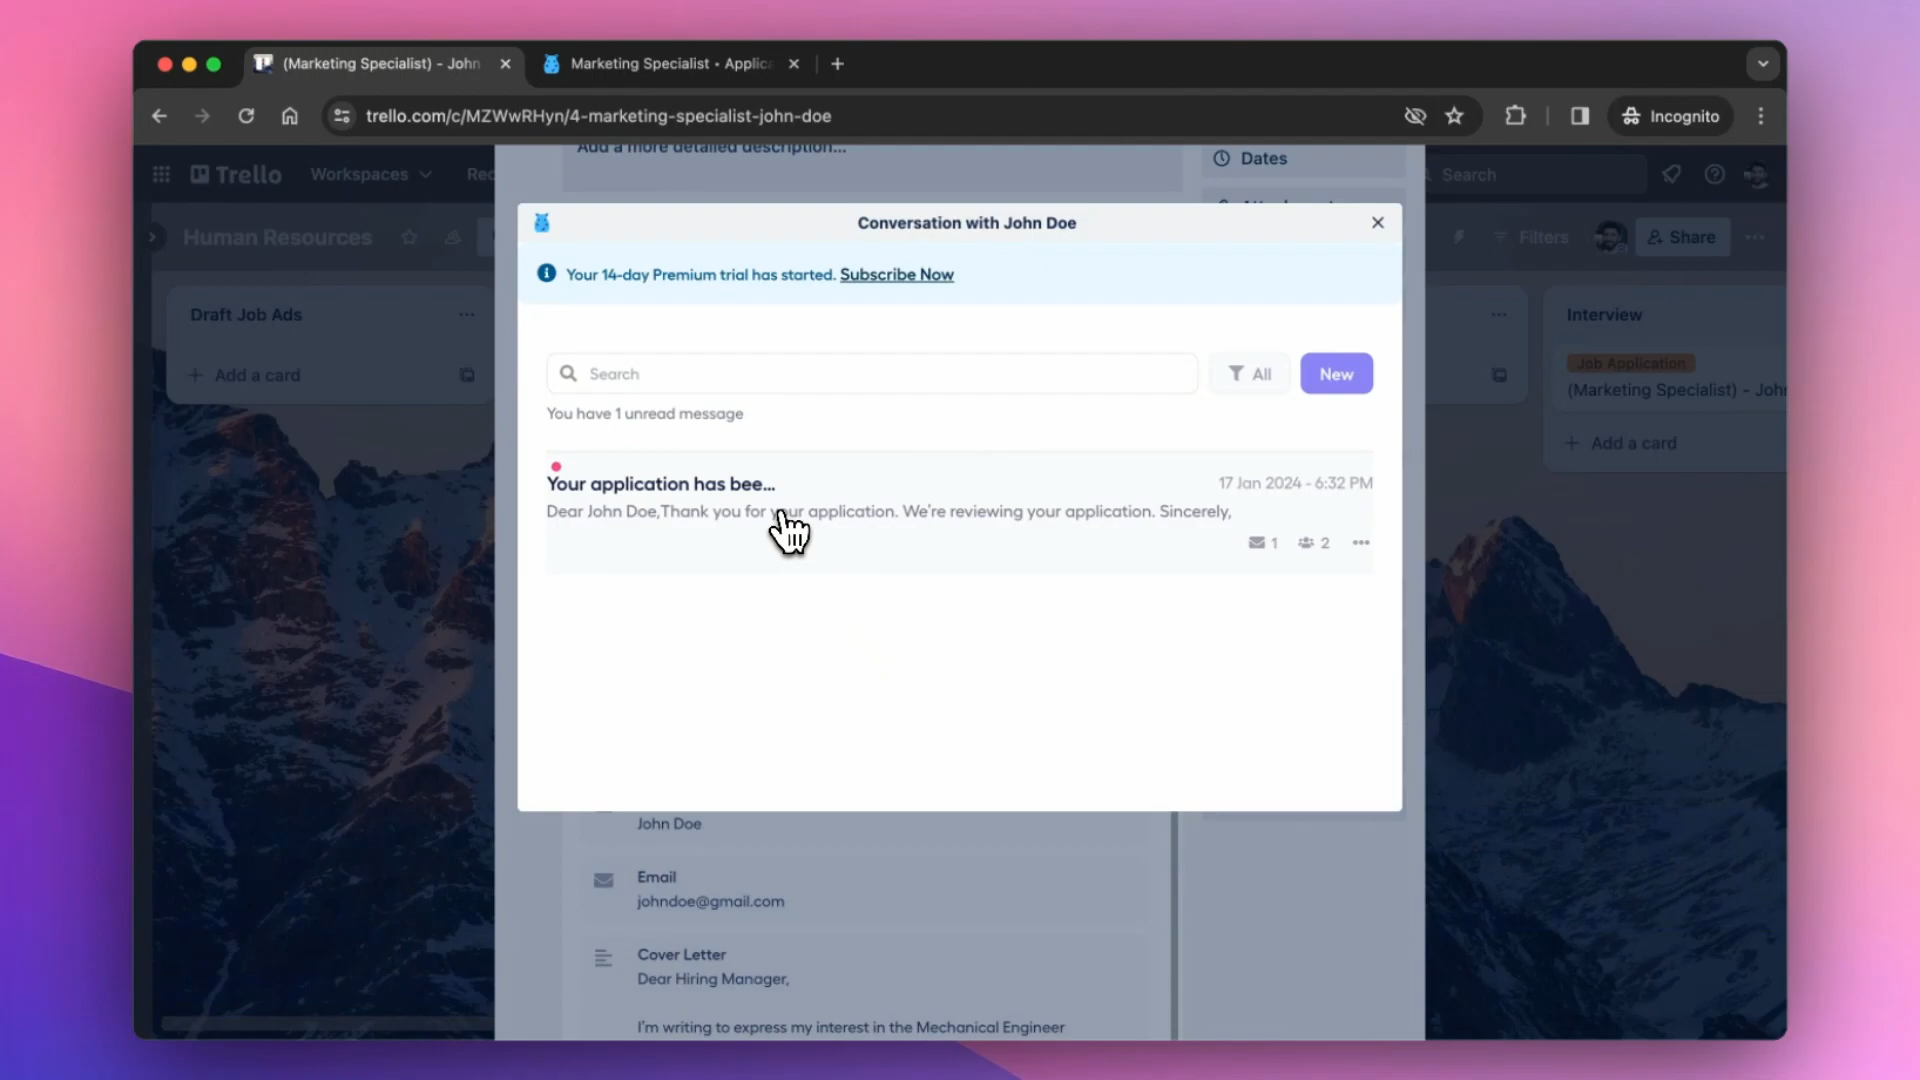 (Marketing Specialist) - John
Marketing Specialist • Applica
trello.com/c/MZWwRHyn/4-marketing-specialist-john-doe
Incognito
Add a more detailed description...
Dates
Trello
Workspaces
Rec
Search
Conversation with John Doe
Human Resources
Filters
Share
Your 14-day Premium trial has started. Subscribe Now
Draft Job Ads
Interview
Job Application
Search
All
New
Add a card
(Marketing Specialist) - John
You have 1 unread message
Add a card
Your application has bee...
17 Jan 2024 - 6:32 PM
Dear John Doe,Thank you for your application. We're reviewing your application. Sincerely,
1
2
John Doe
Email
johndoe@gmail.com
Cover Letter
Dear Hiring Manager,
I'm writing to express my interest in the Mechanical Engineer